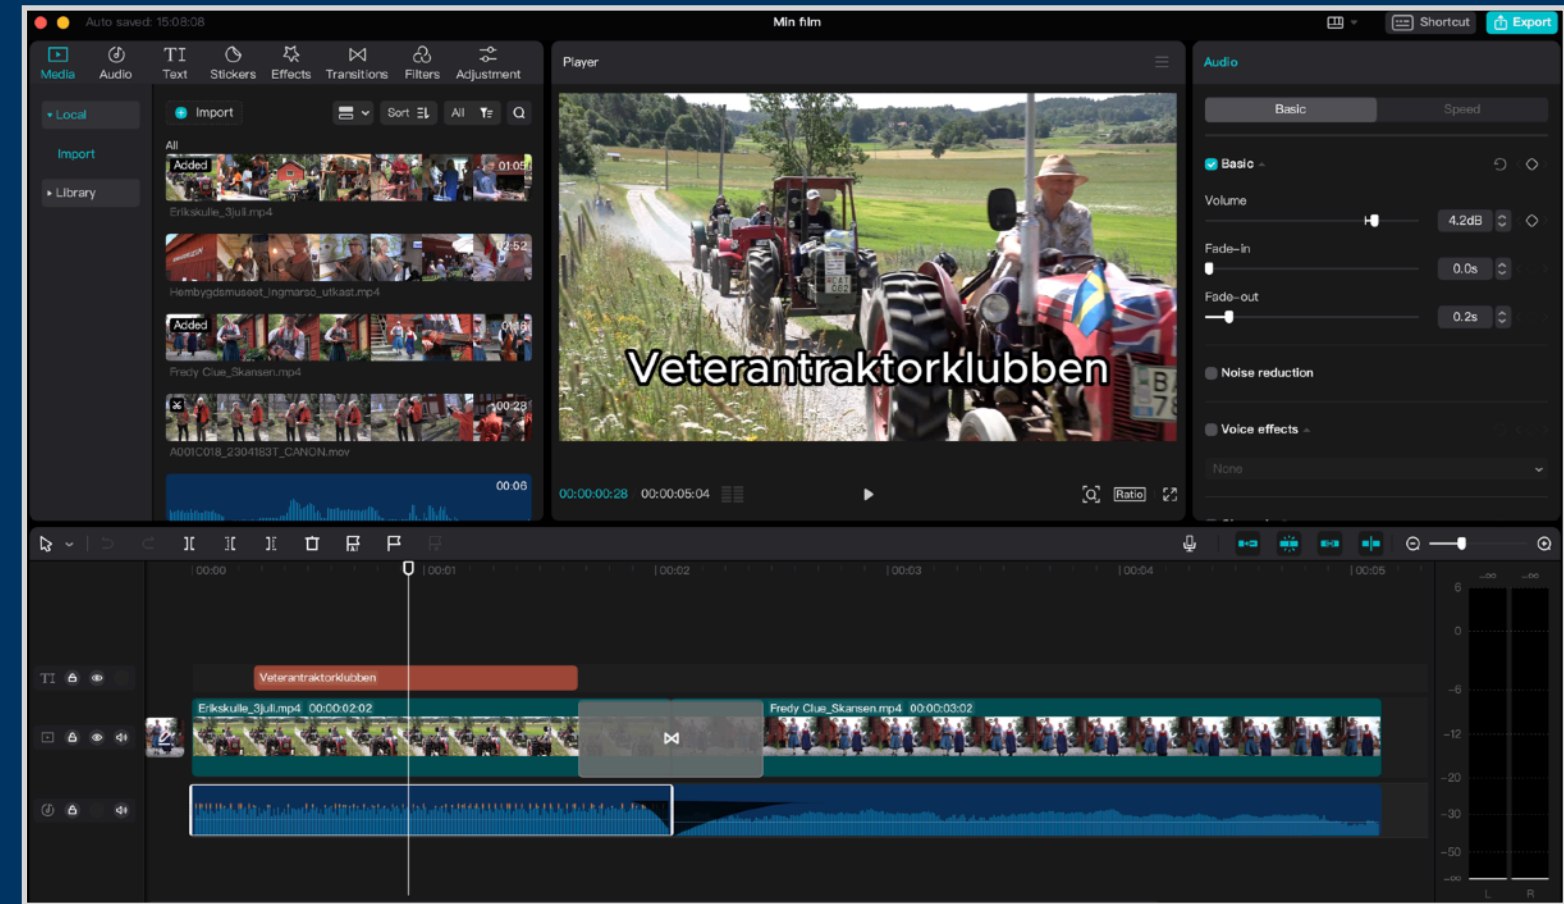 Auto saved: 15:08:08
Min film
Shortcut
Export
Media
Audio
TI
Text
Stickers
Effects
Transitions
Filters
Adjustment
Player
Audio
Local
Import
Library
Import
Sort
All
All
Added
01:05
Erikskulle_3juli.mp4
02:52
Hembygdsmuseet_Ingmarsö_utkast.mp4
Added
Fredy Clue_Skansen.mp4
00:28
A001C018_2304183T_CANON.mov
00:06
Veterantraktorklubben
00:00:00:28
00:00:05:04
Ratio
Basic
Speed
Basic
Volume
4.2dB
Fade-in
0.0s
Fade-out
0.2s
Noise reduction
Voice effects
None
00:00
00:01
00:02
00:03
00:04
00:05
TI
Veterantraktorklubben
Erikskulle_3juli.mp4 00:00:02:02
Fredy Clue_Skansen.mp4 00:00:03:02
-∞
-∞
6
0
-6
-12
-20
-30
-50
-∞
L
R